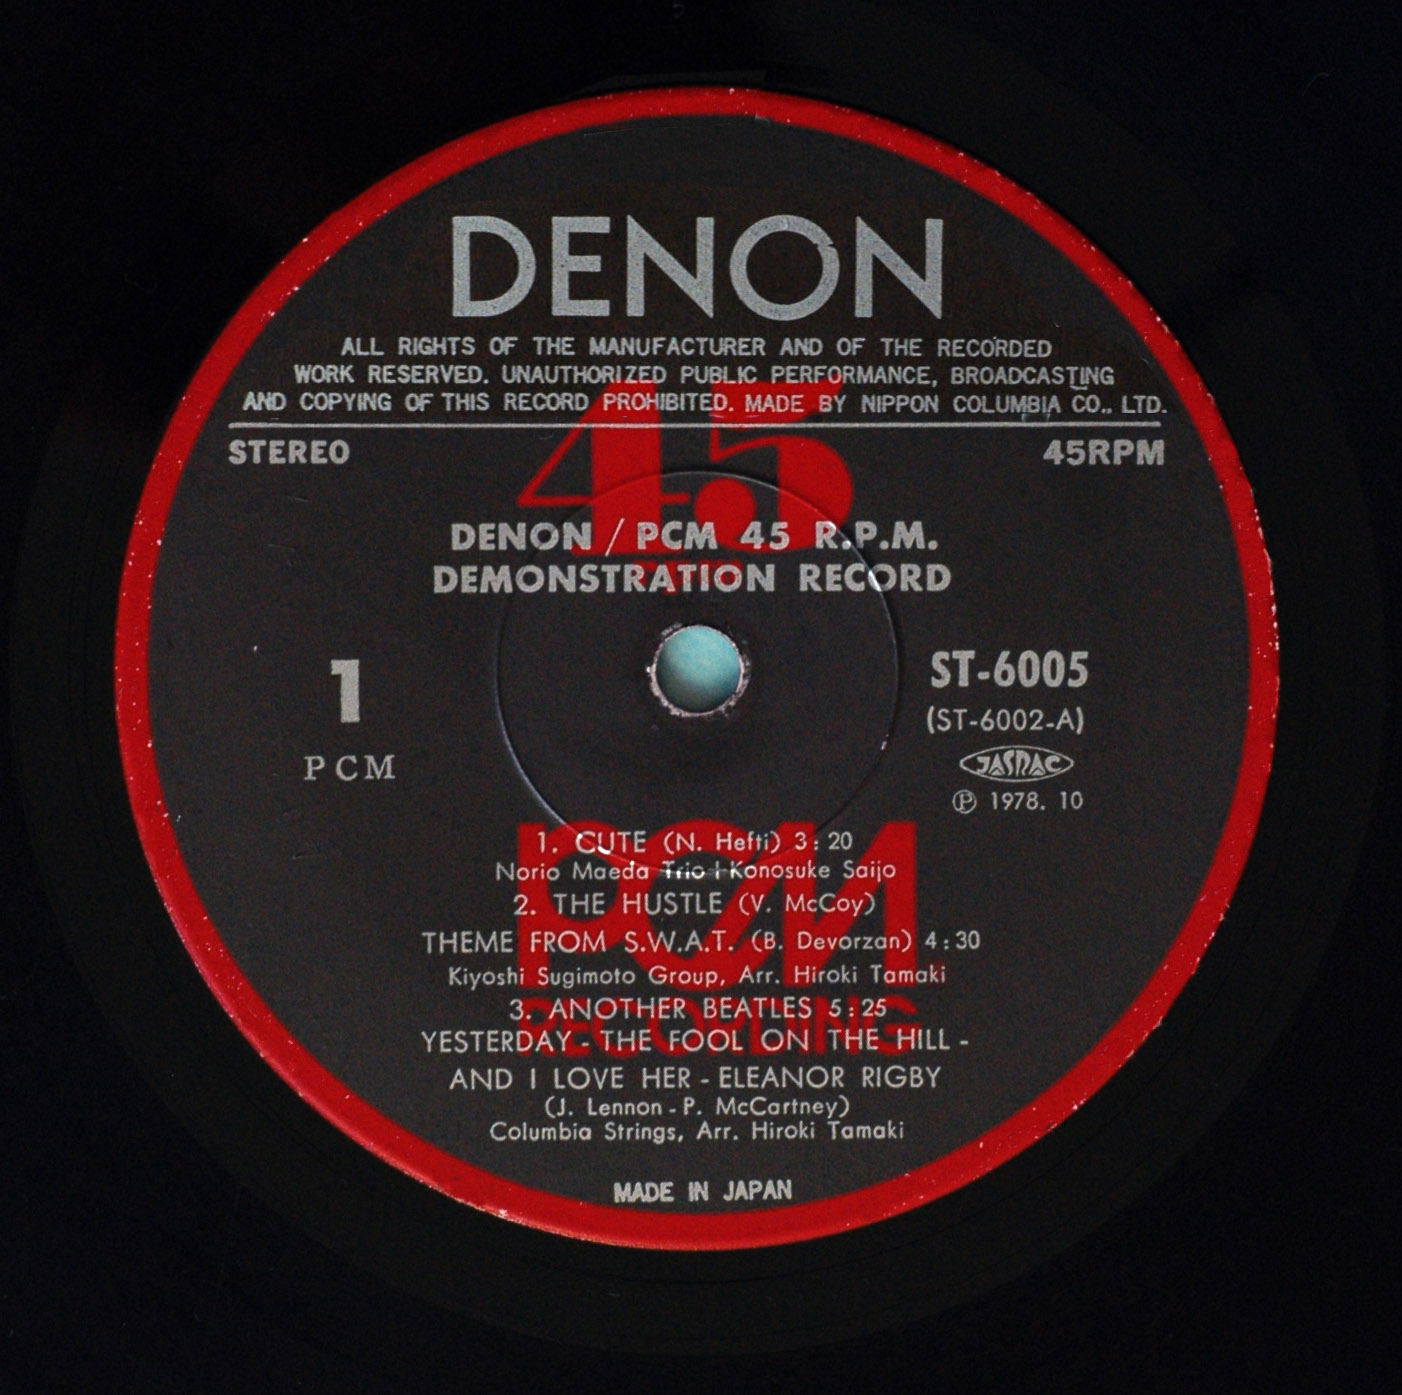 DENON
ALL RIGHTS OF THE MANUFACTURER AND OF THE RECORDED
WORK RESERVED. UNAUTHORIZED PUBLIC PERFORMANCE, BROADCASTING
AND COPYING OF THIS RECORD PROHIBITED. MADE BY NIPPON COLUMBIA CO., LTD.
45
STEREO 45RPM
DENON / PCM 45 R.P.M.
DEMONSTRATION RECORD
1 ST-6005
(ST-6002-A)
PCM JASRAC
Ⓟ 1978. 10
PCM
RECORDING
1. CUTE (N. Hefti) 3:20
Norio Maeda Trio+Konosuke Saijo
2. THE HUSTLE (V. McCoy)
THEME FROM S.W.A.T. (B. Devorzan) 4:30
Kiyoshi Sugimoto Group, Arr. Hiroki Tamaki
3. ANOTHER BEATLES 5:25
YESTERDAY - THE FOOL ON THE HILL -
AND I LOVE HER - ELEANOR RIGBY
(J. Lennon - P. McCartney)
Columbia Strings, Arr. Hiroki Tamaki
MADE IN JAPAN